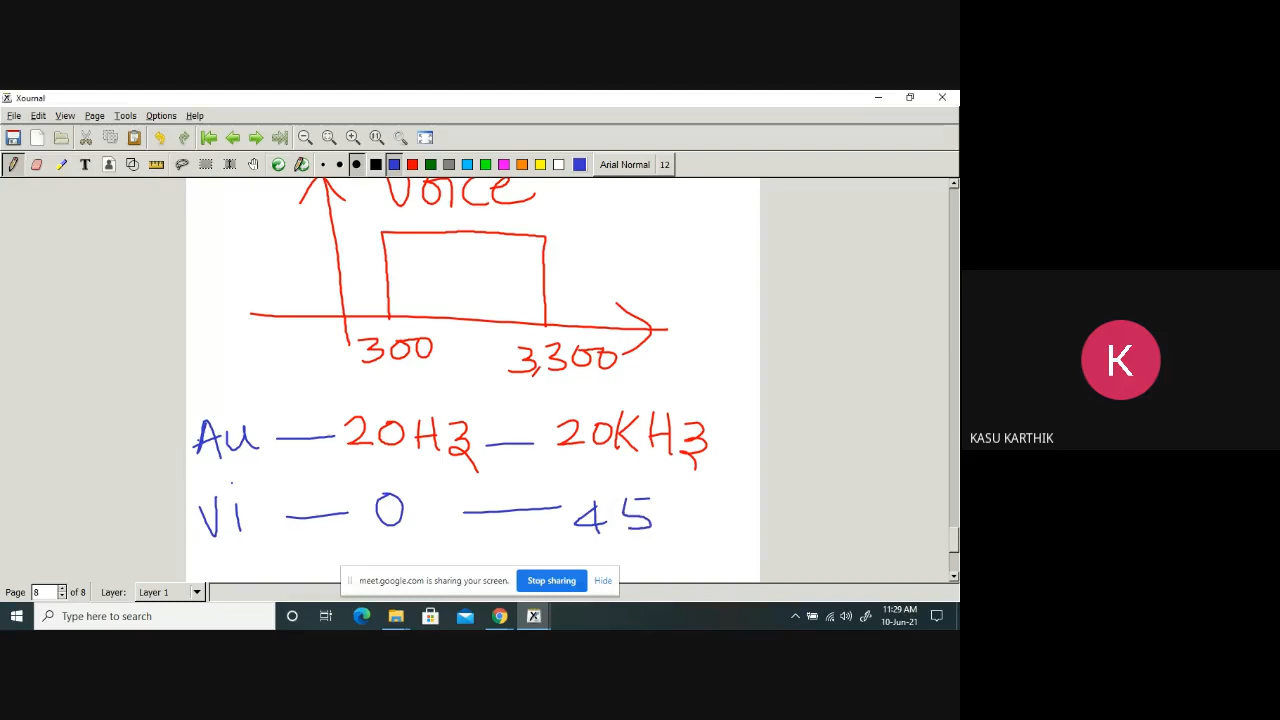 Xournal
File Edit View Page Tools Options Help
T
Arial Normal 12
Voice
300 3,300
Au — 20Hz — 20KHz
Vi — 0 — 45
K
KASU KARTHIK
meet.google.com is sharing your screen. Stop sharing Hide
Page 8 of 8 Layer: Layer 1
Type here to search
11:29 AM
10-Jun-21